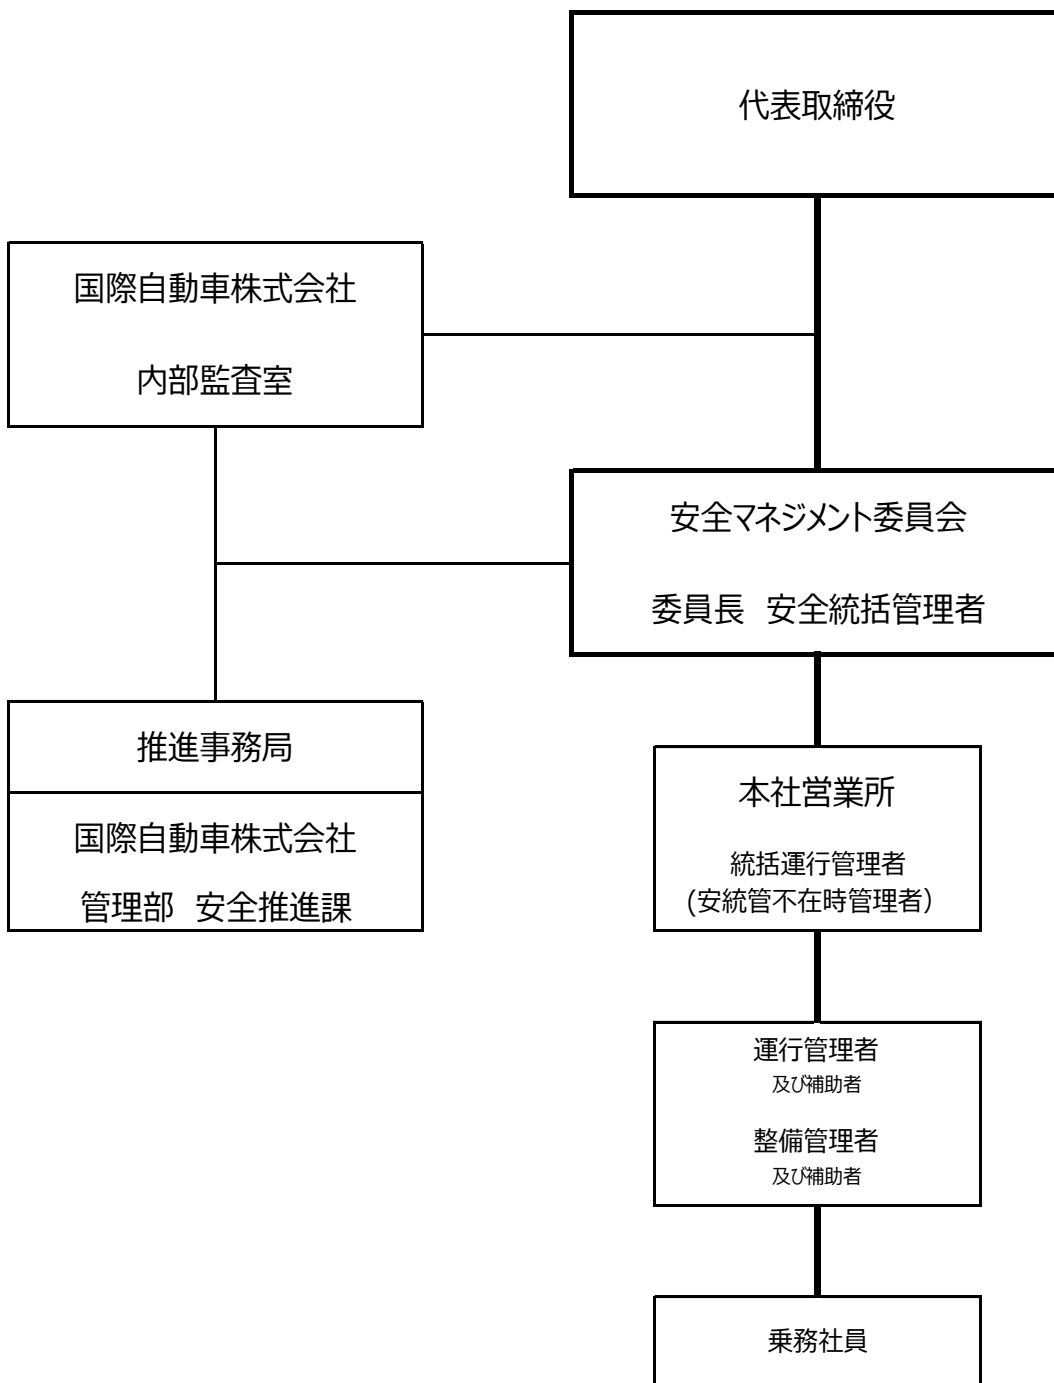 代表取締役
国際自動車株式会社
内部監査室
安全マネジメント委員会
委員長 安全統括管理者
推進事務局
国際自動車株式会社
管理部 安全推進課
本社営業所
統括運行管理者
(安統管不在時管理者)
運行管理者
及び補助者
整備管理者
及び補助者
乗務社員